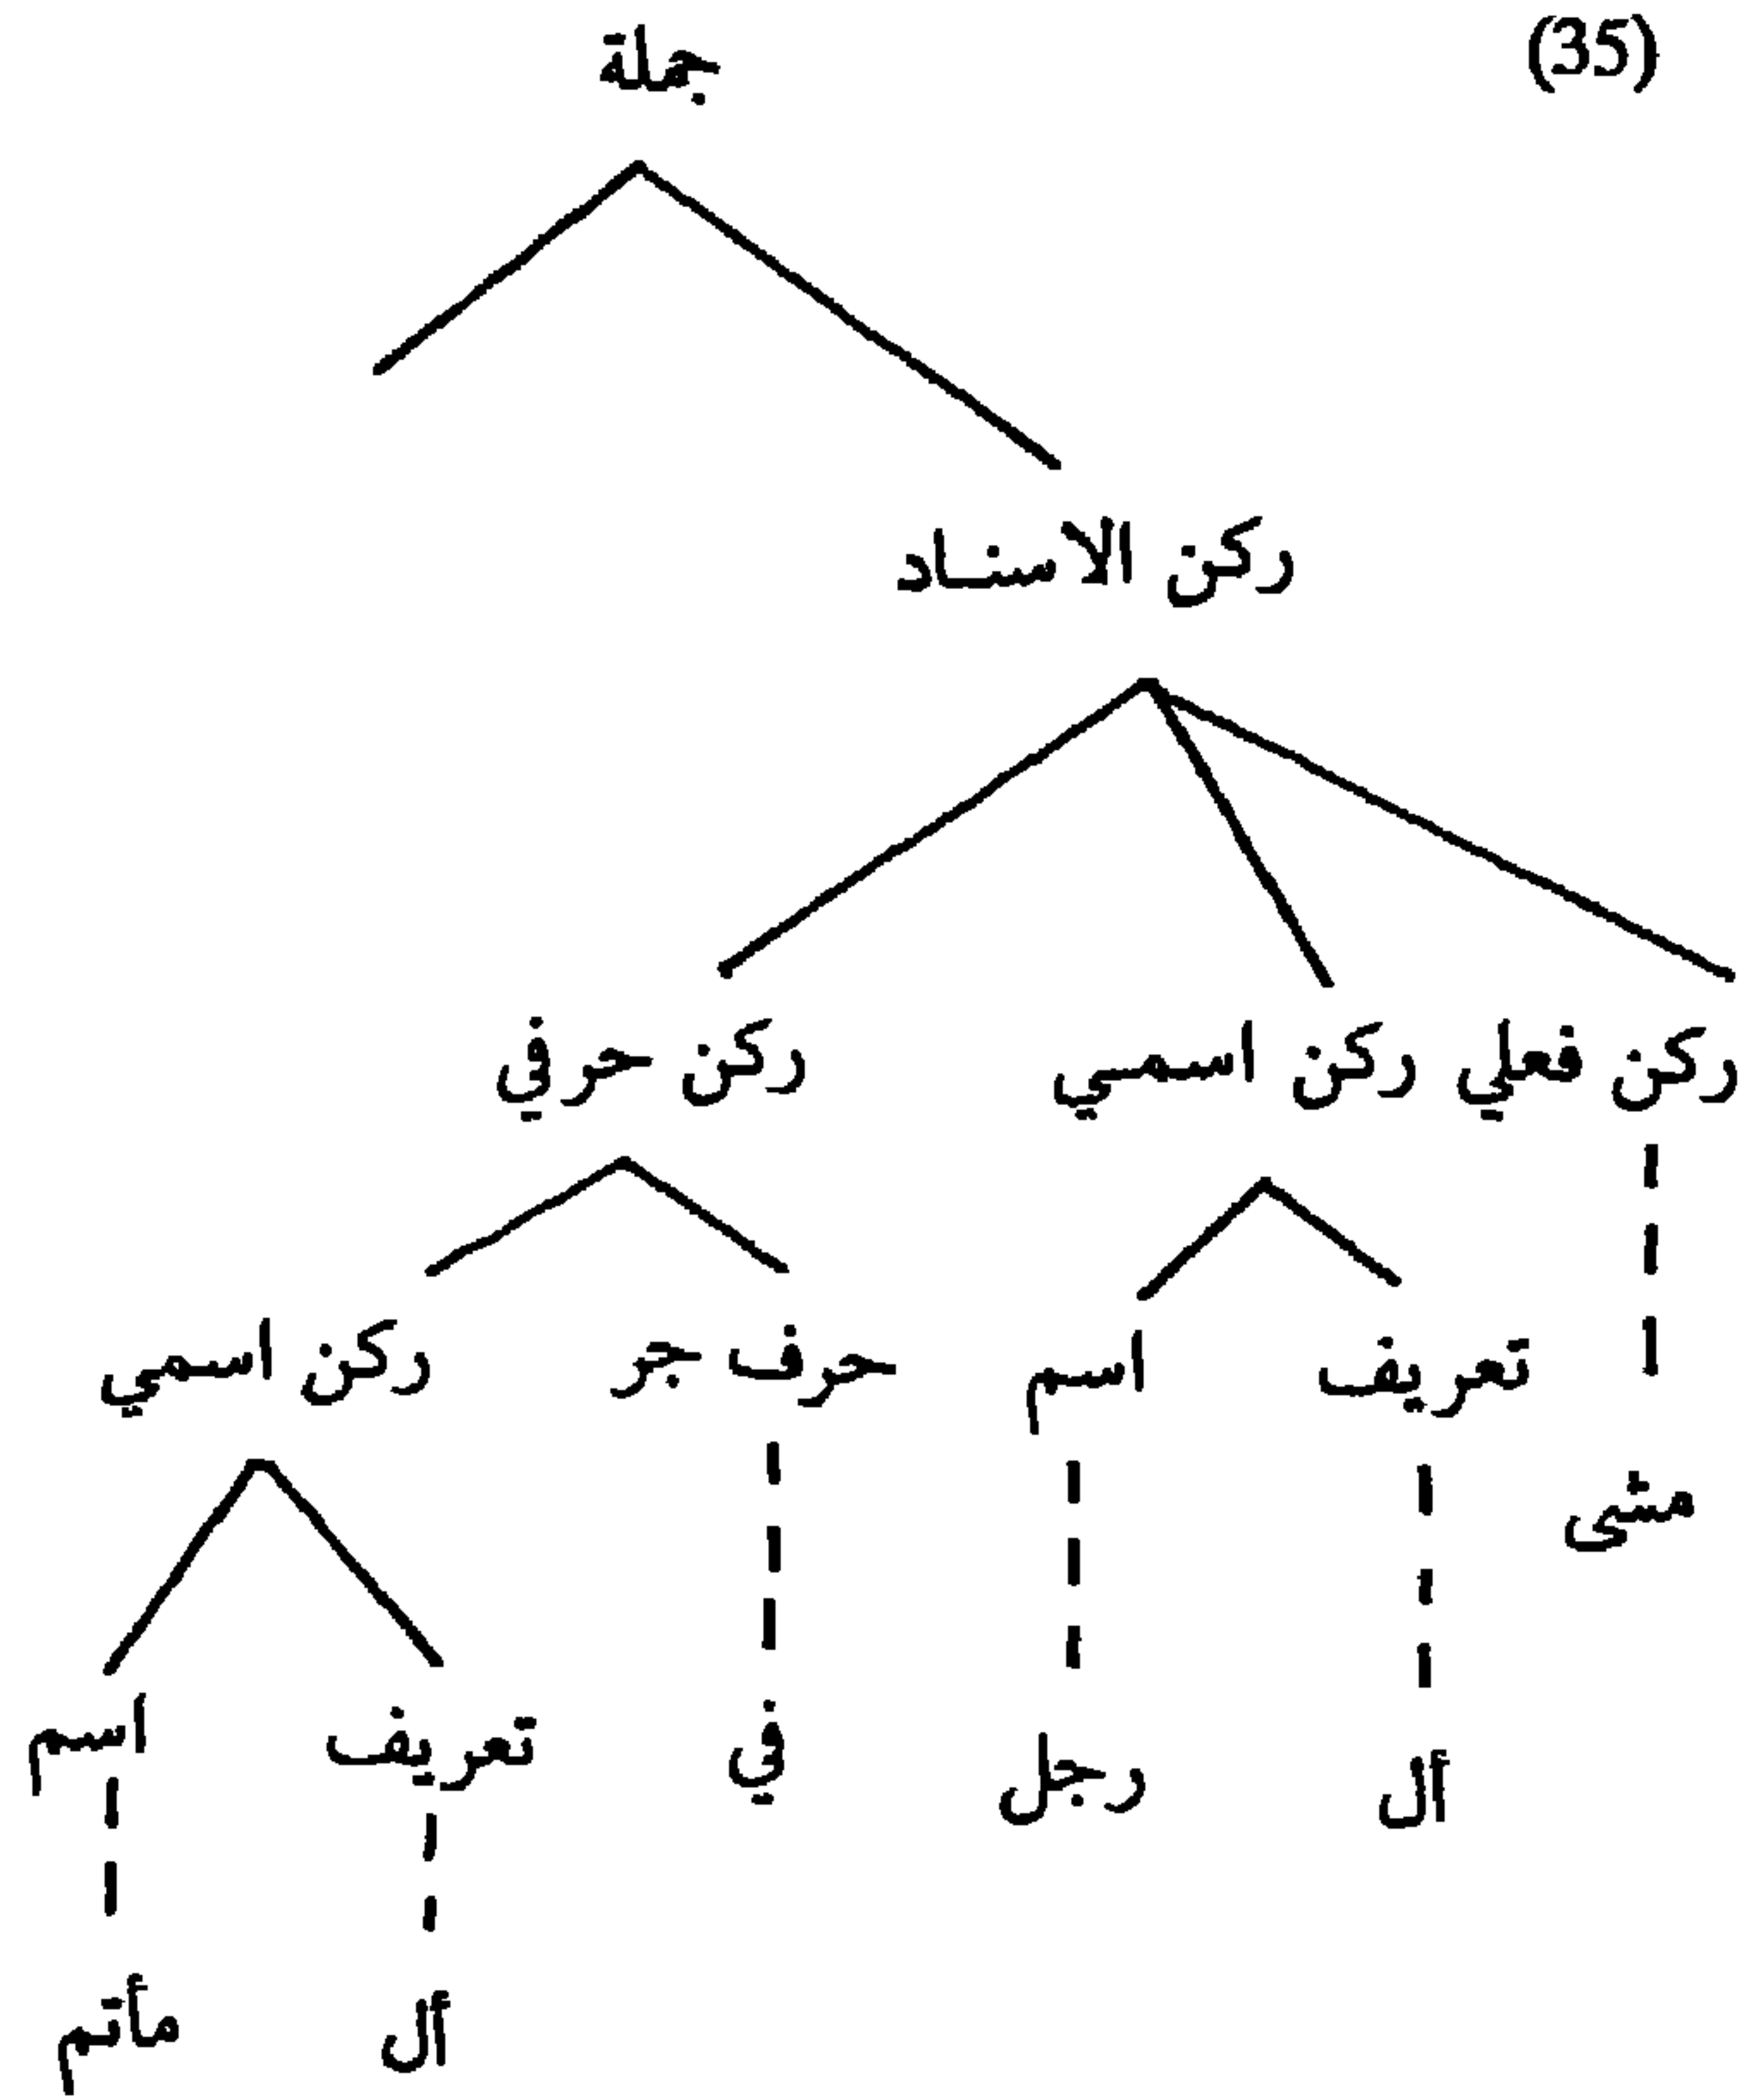 (35) جملة
ركن الاسناد
ركن فعلي ركن اسمي ركن حرفي
تعريف اسم حرف جر ركن اسمي
مشى
أل رجل في تعريف اسم
أل مأتم